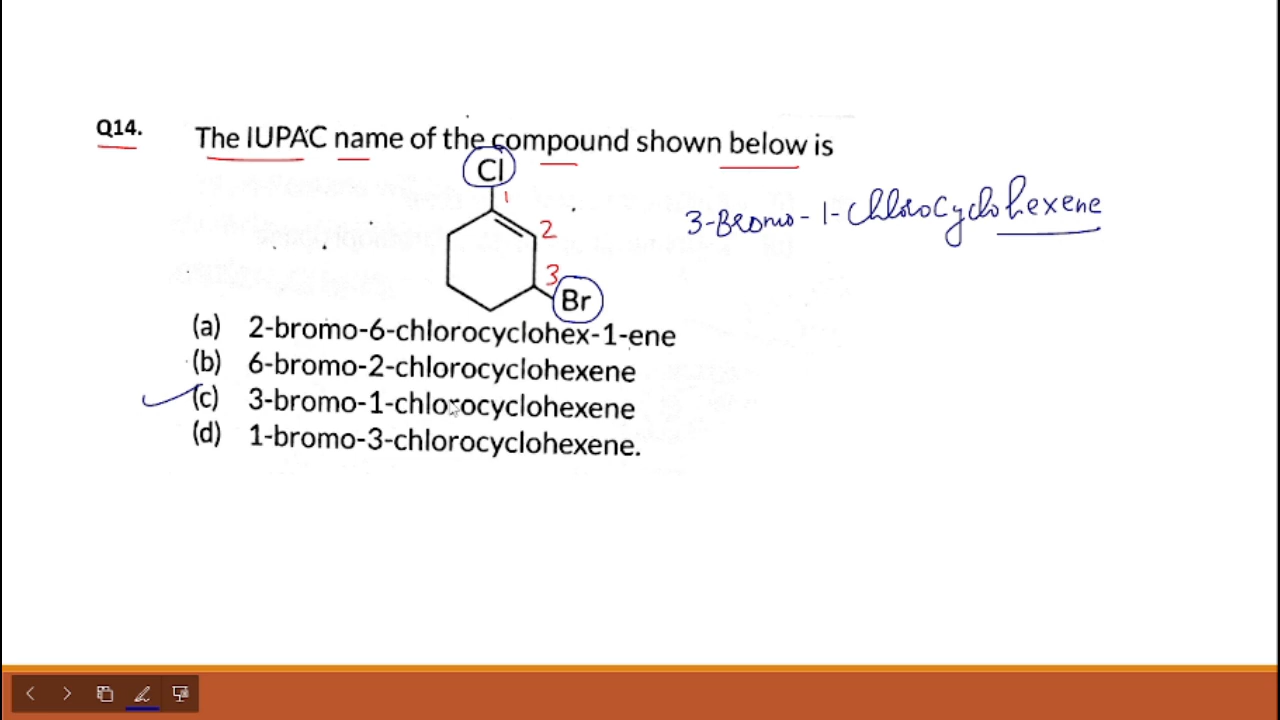 Q14. The IUPAC name of the compound shown below is
Cl
1
2
3
Br
3-Bromo-1-Chlorocyclohexene
(a) 2-bromo-6-chlorocyclohex-1-ene
(b) 6-bromo-2-chlorocyclohexene
(c) 3-bromo-1-chlorocyclohexene
(d) 1-bromo-3-chlorocyclohexene.